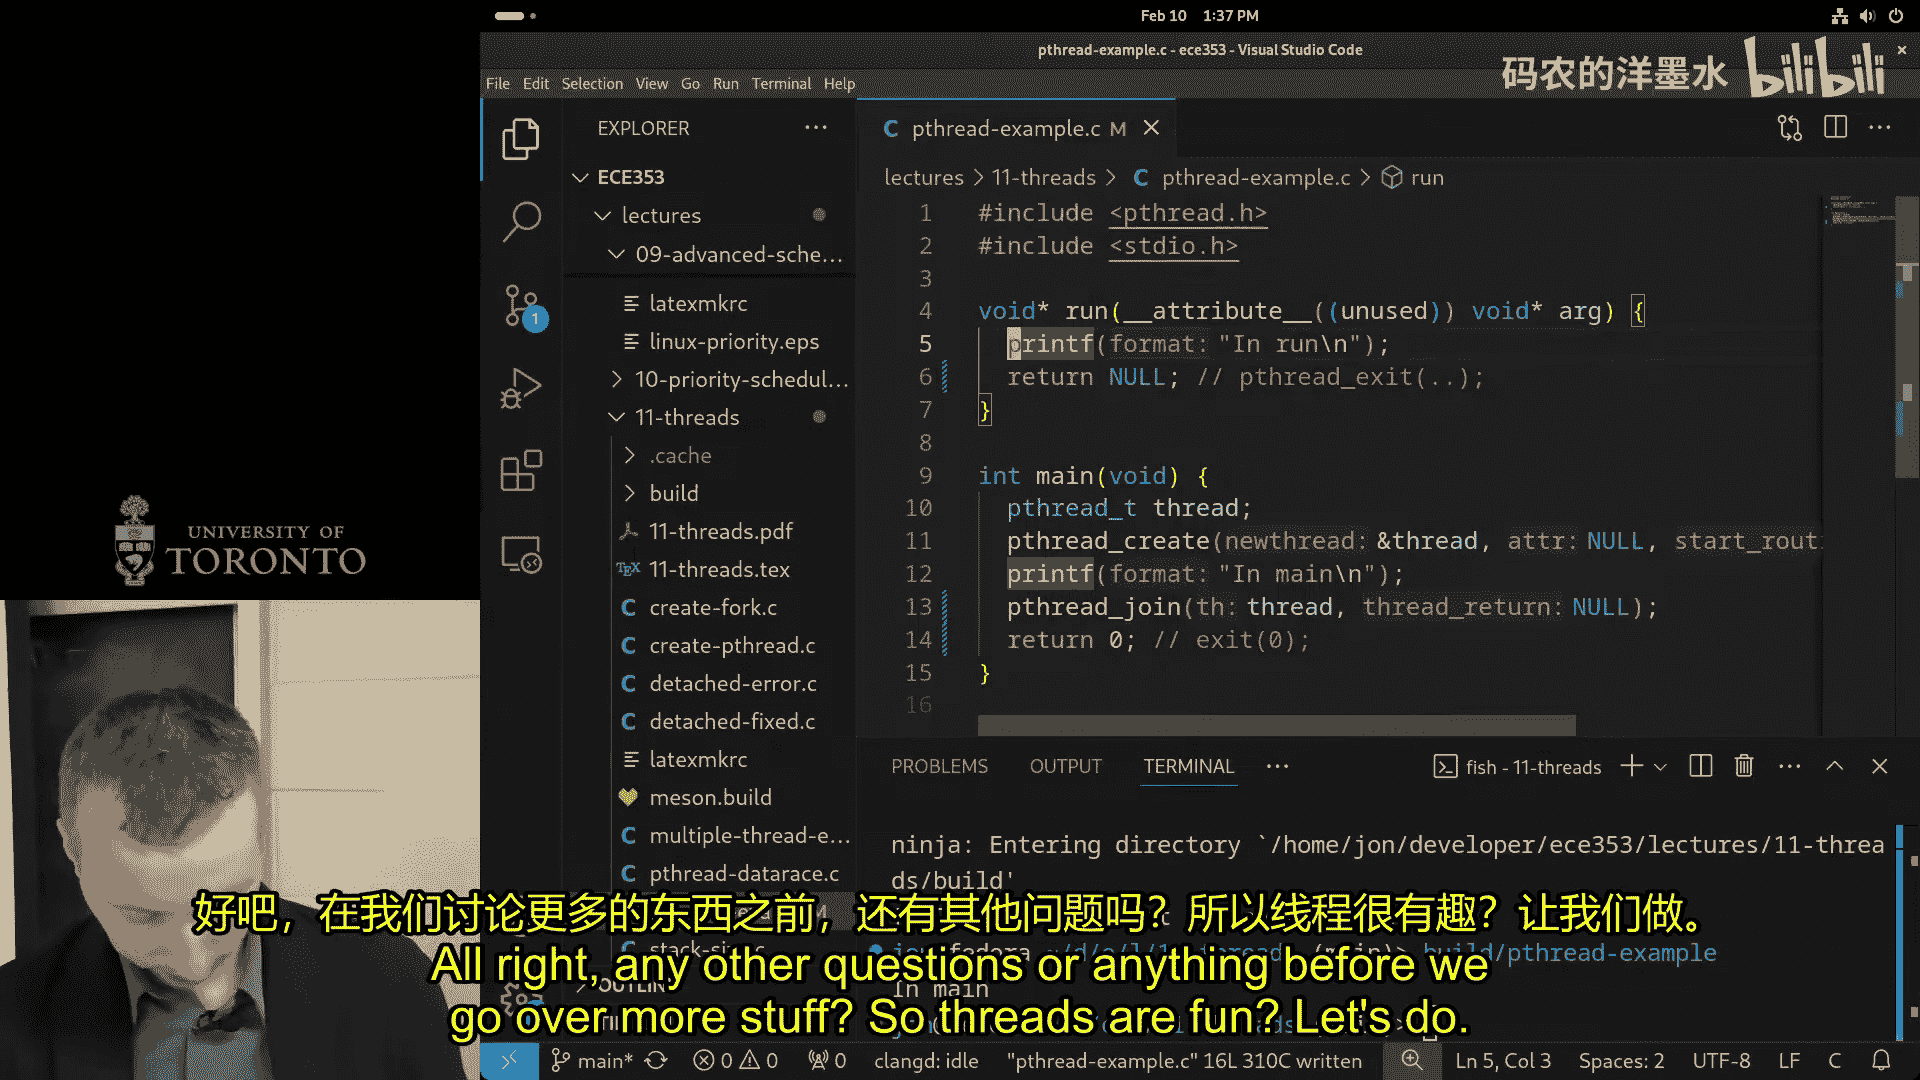 Feb 10 1:37 PM
pthread-example.c - ece353 - Visual Studio Code
码农的洋墨水 bilibili
File Edit Selection View Go Run Terminal Help
EXPLORER
ECE353
lectures
09-advanced-sche...
latexmkrc
linux-priority.eps
10-priority-schedul...
11-threads
.cache
build
11-threads.pdf
11-threads.tex
create-fork.c
create-pthread.c
detached-error.c
detached-fixed.c
latexmkrc
meson.build
multiple-thread-e...
pthread-datarace.c
1
pthread-example.c M
lectures > 11-threads > C pthread-example.c > run
1 #include <pthread.h>
2 #include <stdio.h>
3
4 void* run(__attribute__((unused)) void* arg) {
5 printf(format: "In run\n");
6 return NULL; // pthread_exit(..);
7 }
8
9 int main(void) {
10 pthread_t thread;
11 pthread_create(newthread: &thread, attr: NULL, start_rout
12 printf(format: "In main\n");
13 pthread_join(th: thread, thread_return: NULL);
14 return 0; // exit(0);
15 }
16
PROBLEMS OUTPUT TERMINAL
fish - 11-threads
ninja: Entering directory `/home/jon/developer/ece353/lectures/11-threa
ds/build'
build/pthread-example
In main
UNIVERSITY OF
TORONTO
好吧，在我们讨论更多的东西之前，还有其他问题吗？所以线程很有趣？让我们做。
All right, any other questions or anything before we
go over more stuff? So threads are fun? Let's do.
main* 0 0 0 clangd: idle "pthread-example.c" 16L 310C written Ln 5, Col 3 Spaces: 2 UTF-8 LF C